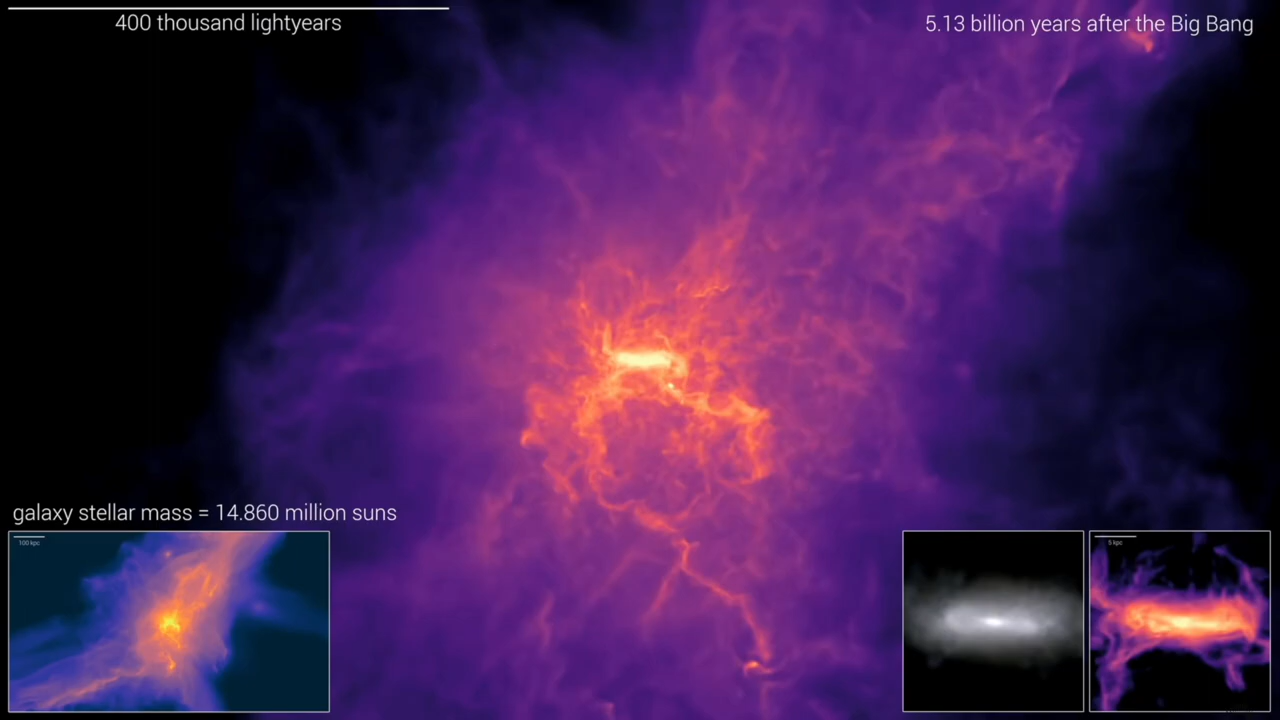 400 thousand lightyears
5.13 billion years after the Big Bang
galaxy stellar mass = 14.860 million suns
100 kpc
5 kpc